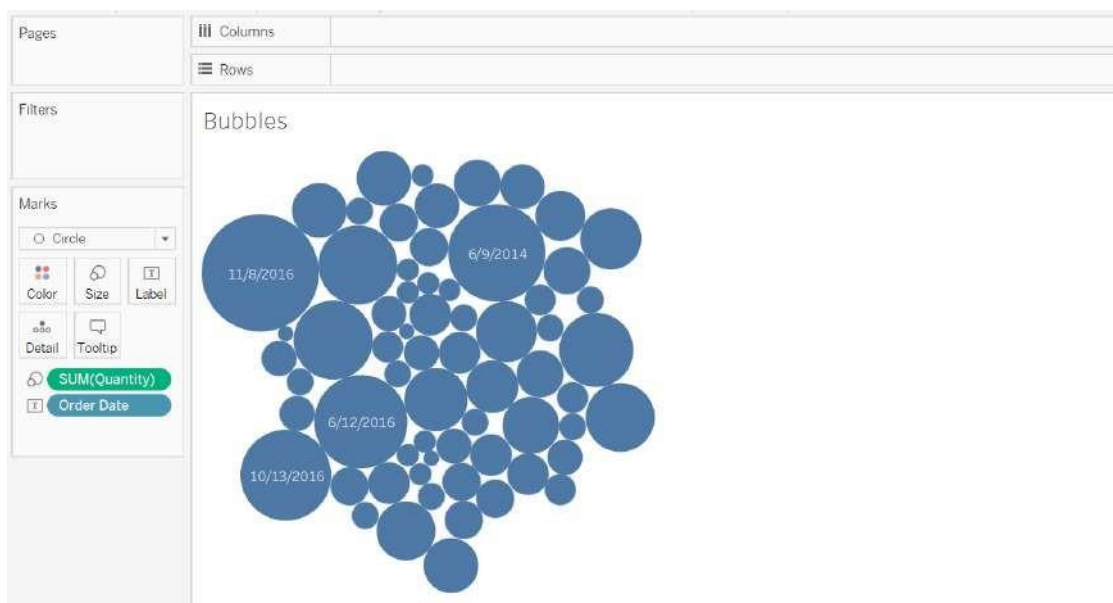 Pages
Columns
Rows
Filters
Bubbles
Marks
Circle
Color
Size
Label
Detail
Tooltip
SUM(Quantity)
Order Date
11/8/2016
6/9/2014
6/12/2016
10/13/2016